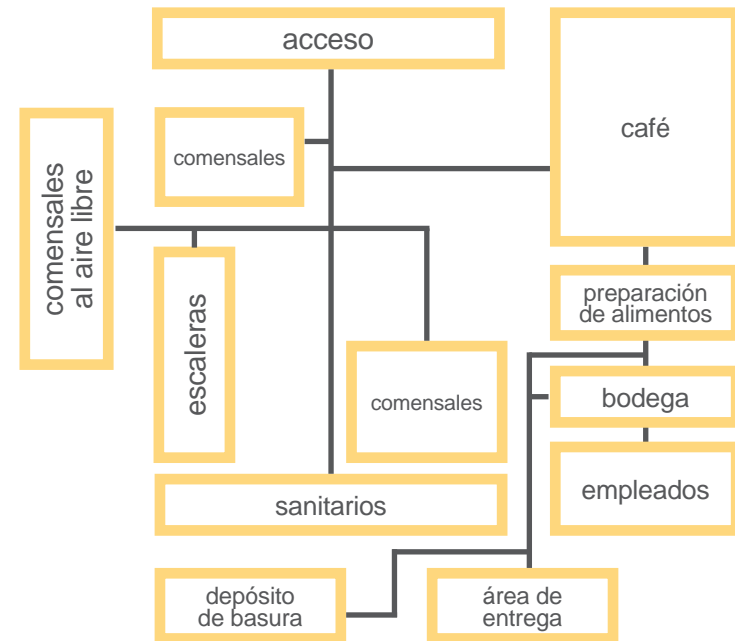 acceso
café
comensales
comensales
al aire libre
escaleras
preparación
de alimentos
comensales
bodega
sanitarios
empleados
depósito
de basura
área de
entrega